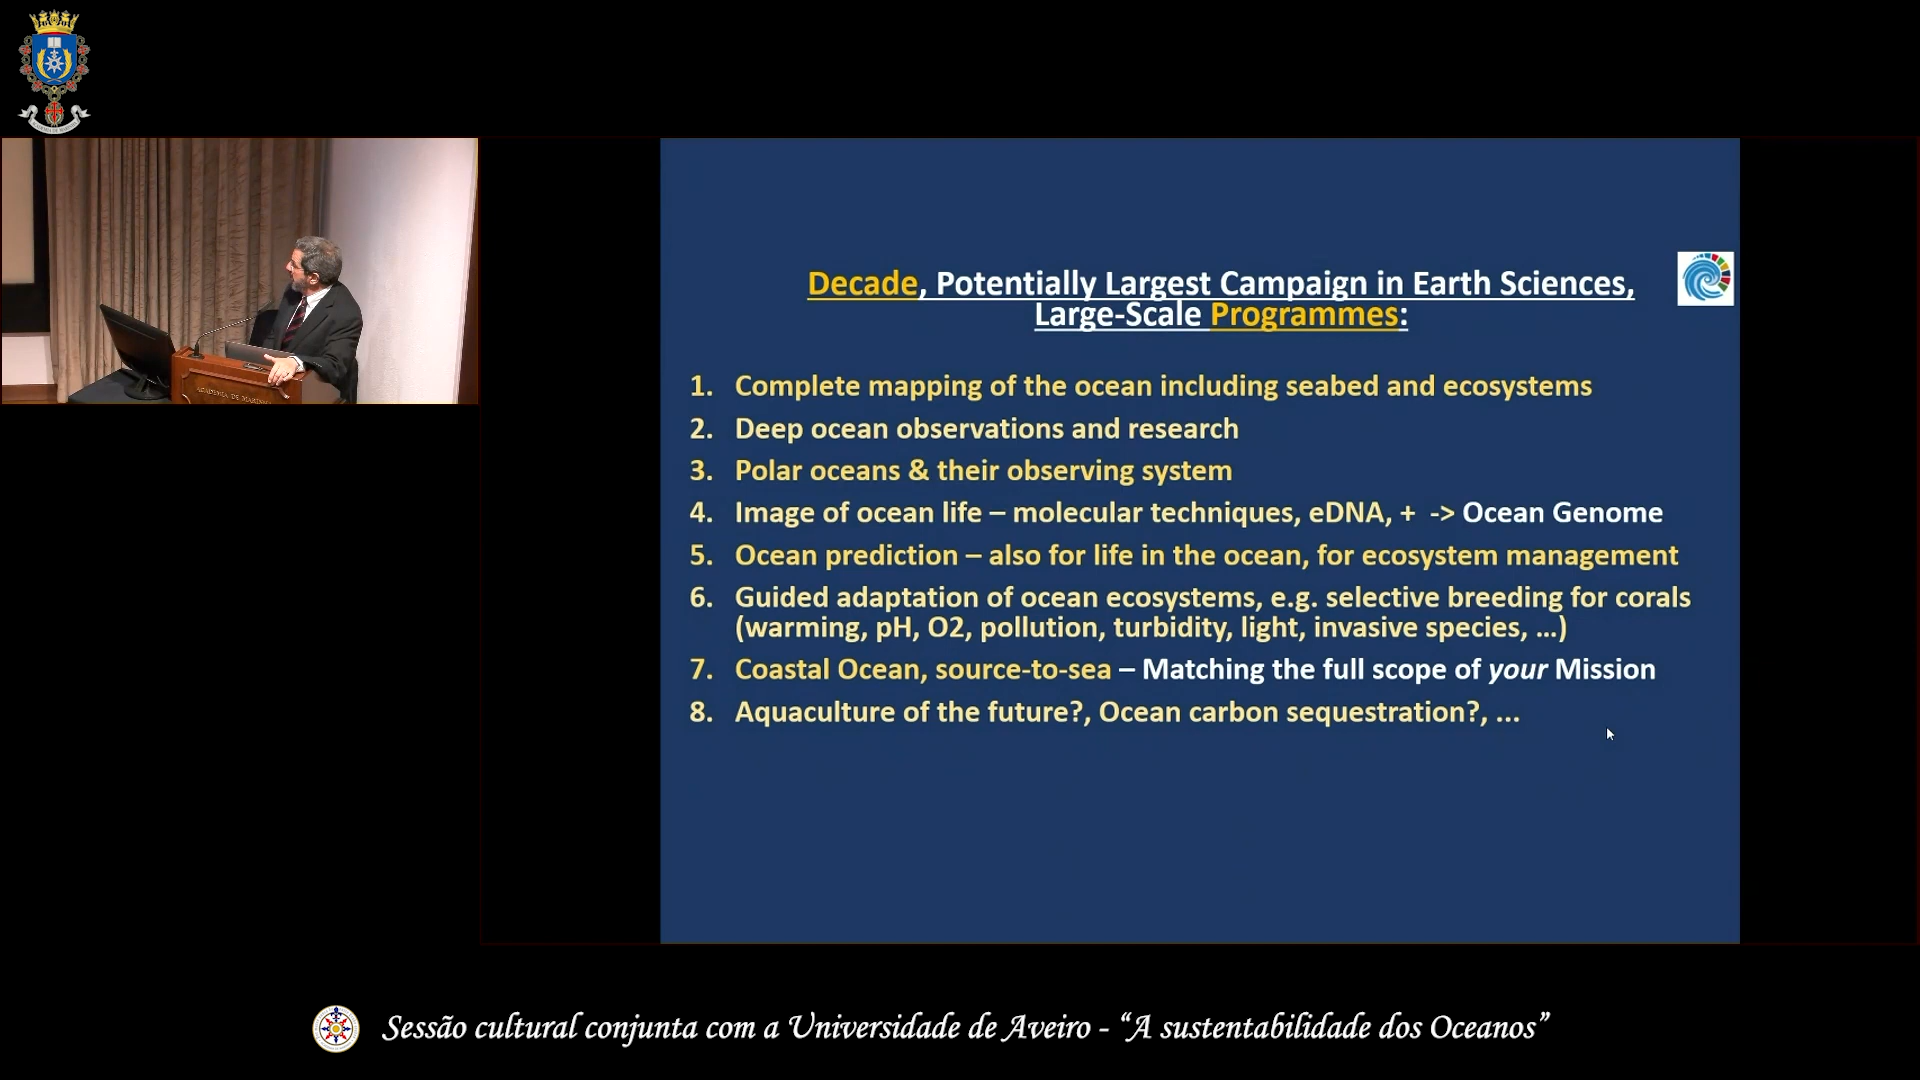 Decade, Potentially Largest Campaign in Earth Sciences,
Large-Scale Programmes:
1. Complete mapping of the ocean including seabed and ecosystems
2. Deep ocean observations and research
3. Polar oceans & their observing system
4. Image of ocean life – molecular techniques, eDNA, + -> Ocean Genome
5. Ocean prediction – also for life in the ocean, for ecosystem management
6. Guided adaptation of ocean ecosystems, e.g. selective breeding for corals
(warming, pH, O2, pollution, turbidity, light, invasive species, ...)
7. Coastal Ocean, source-to-sea – Matching the full scope of your Mission
8. Aquaculture of the future?, Ocean carbon sequestration?, ...
ACADEMIA DE MARINHA
Sessão cultural conjunta com a Universidade de Aveiro - “A sustentabilidade dos Oceanos”